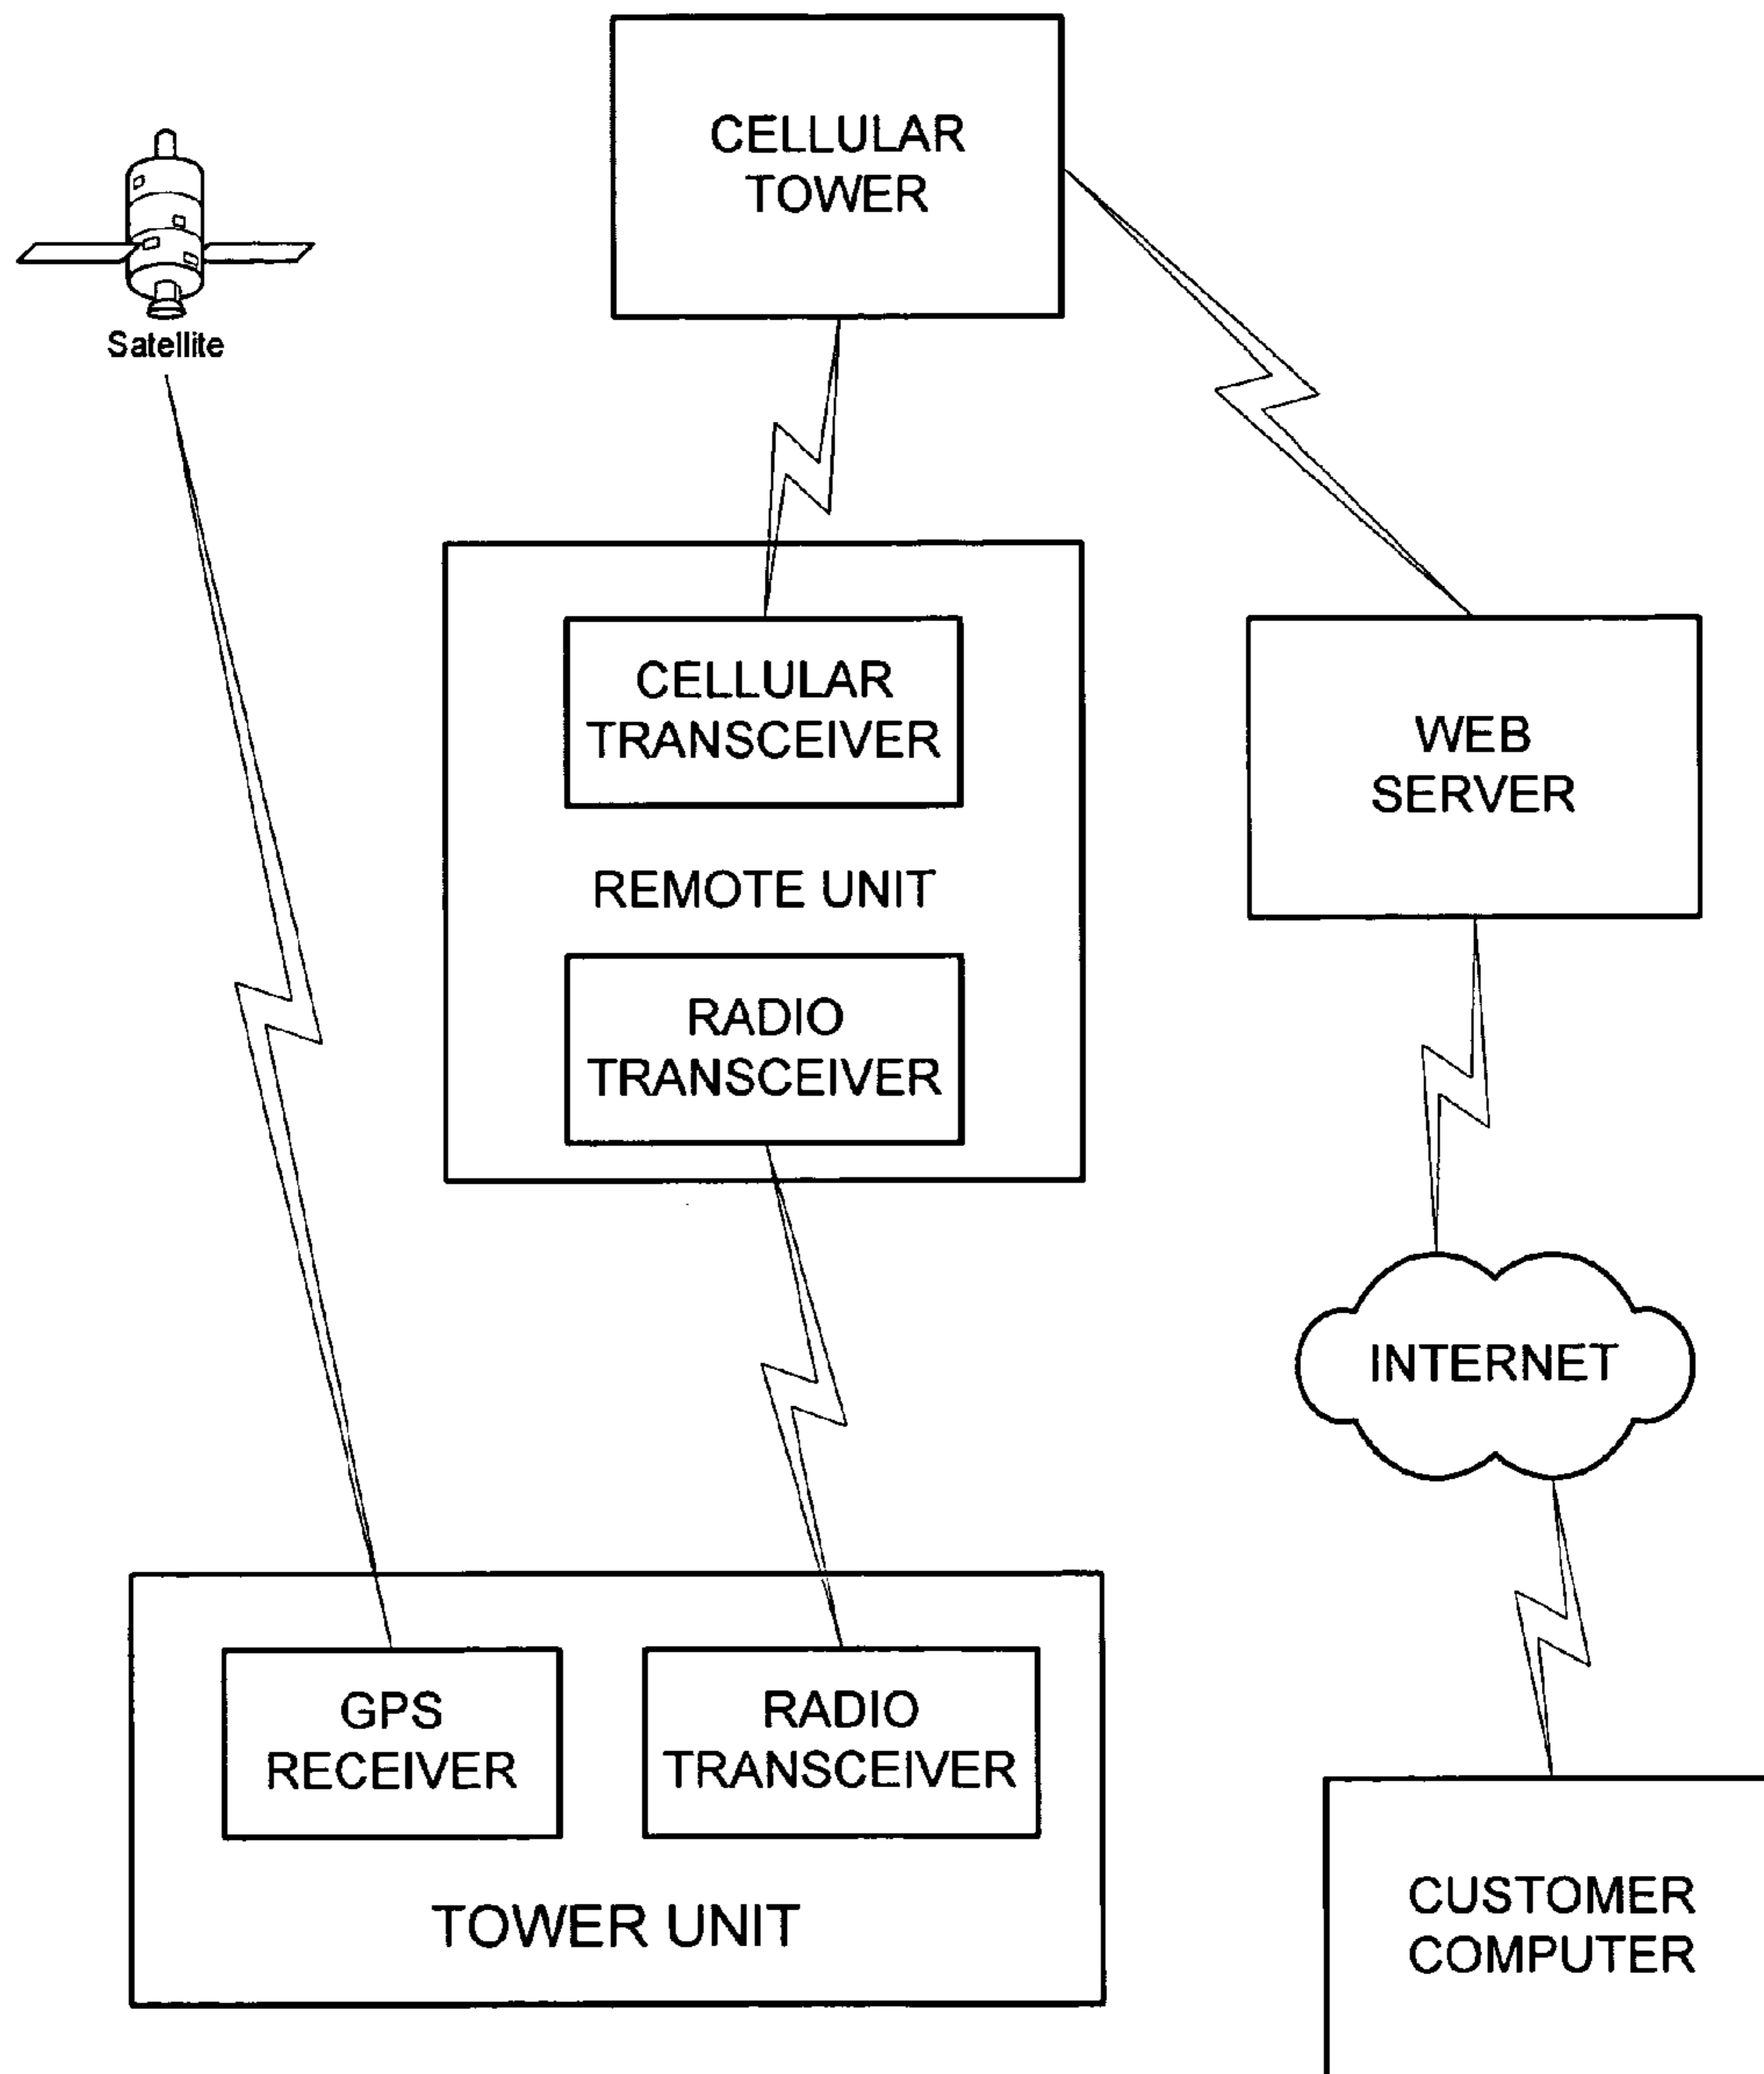 CELLULAR
TOWER
Satellite
CELLULAR
TRANSCEIVER
REMOTE UNIT
RADIO
TRANSCEIVER
WEB
SERVER
INTERNET
GPS
RECEIVER
RADIO
TRANSCEIVER
TOWER UNIT
CUSTOMER
COMPUTER